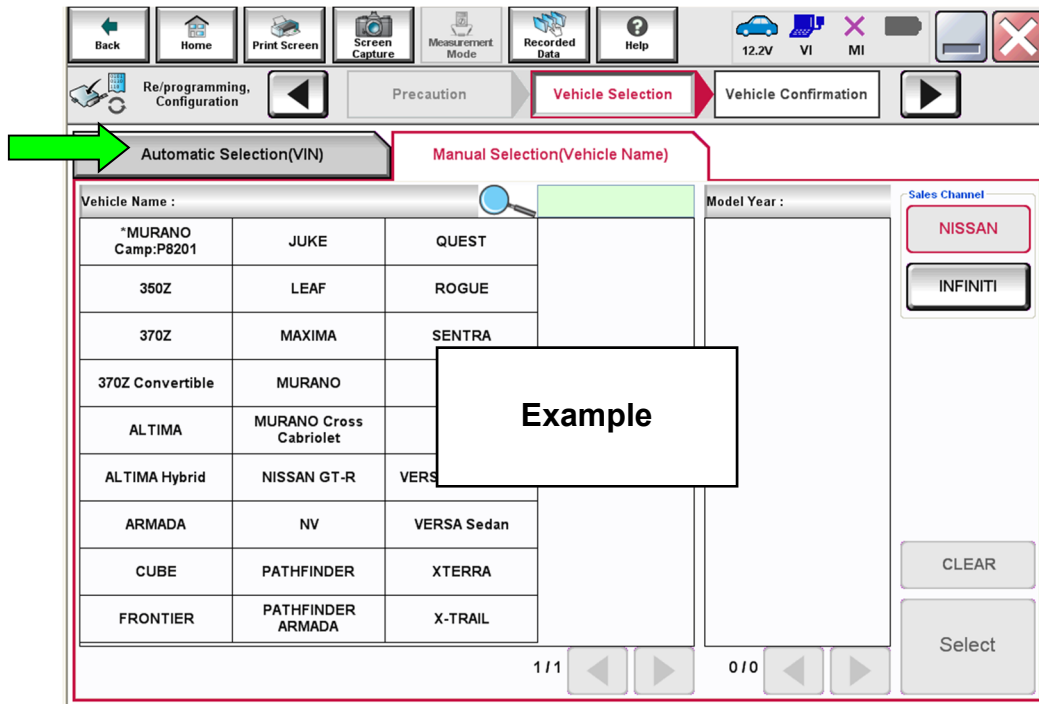 Back
Home
Print Screen
Screen
Capture
Measurement
Mode
Recorded
Data
Help
12.2V
VI
MI
Re/programming,
Configuration
Precaution
Vehicle Selection
Vehicle Confirmation
Automatic Selection(VIN)
Manual Selection(Vehicle Name)
Vehicle Name :
Model Year :
Sales Channel
NISSAN
INFINITI
*MURANO
Camp:P8201
JUKE
QUEST
350Z
LEAF
ROGUE
370Z
MAXIMA
SENTRA
370Z Convertible
MURANO
ALTIMA
MURANO Cross
Cabriolet
Example
ALTIMA Hybrid
NISSAN GT-R
VERS
ARMADA
NV
VERSA Sedan
CUBE
PATHFINDER
XTERRA
FRONTIER
PATHFINDER
ARMADA
X-TRAIL
CLEAR
Select
1/1
0/0